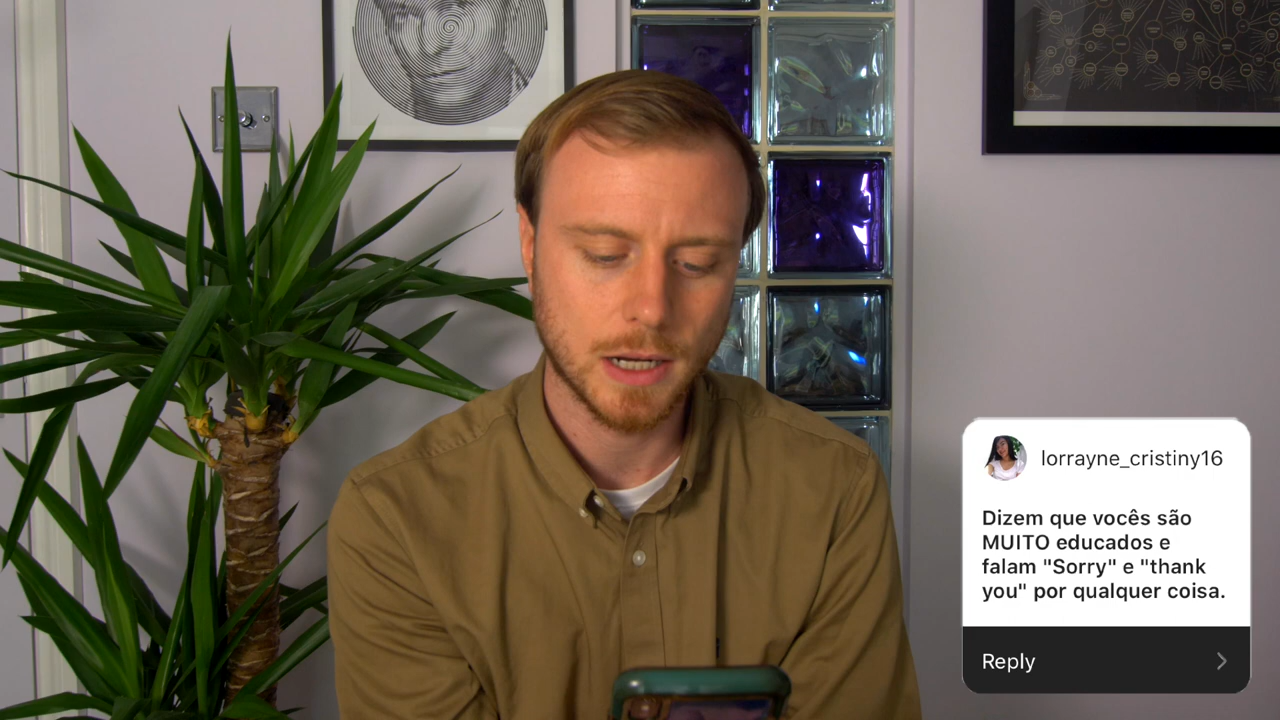 lorrayne_cristiny16
Dizem que vocês são
MUITO educados e
falam "Sorry" e "thank
you" por qualquer coisa.
Reply